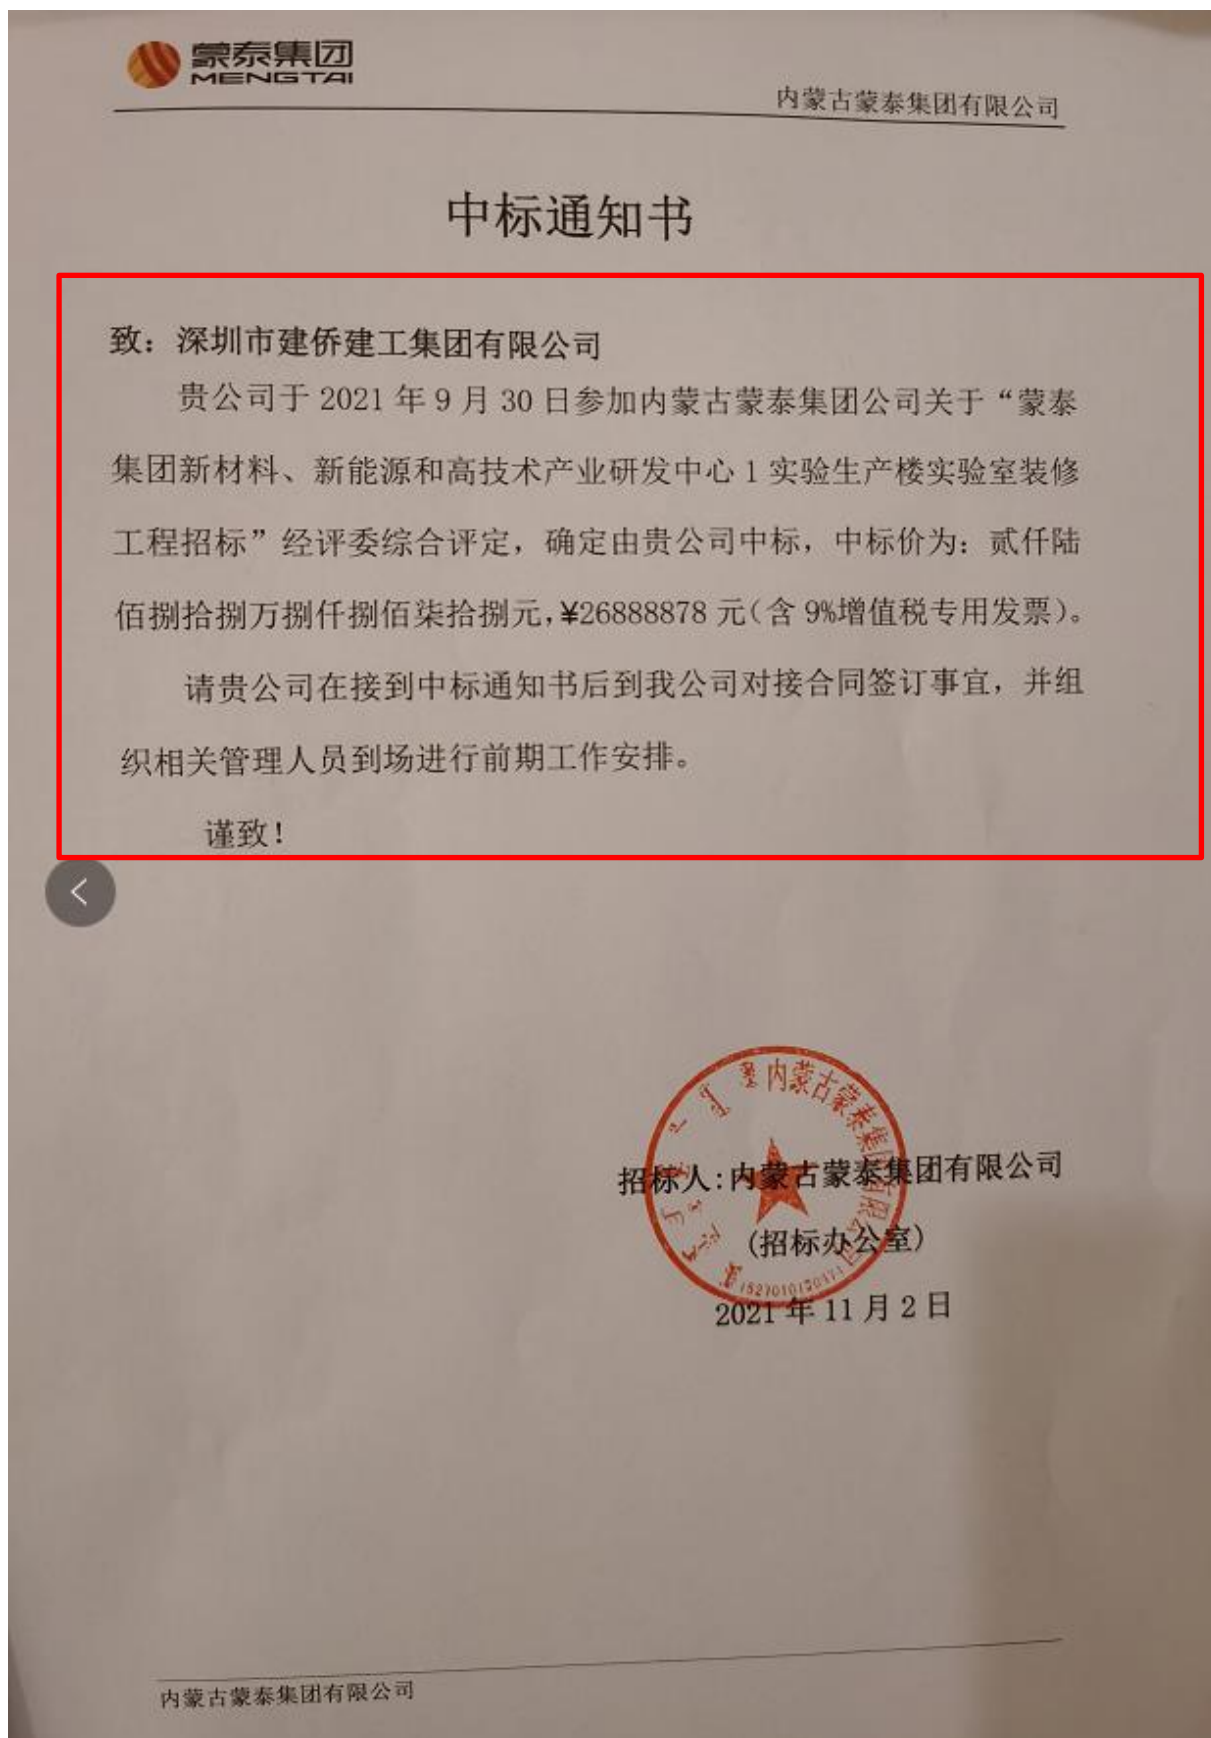 蒙泰集团
MENGTAI
内蒙古蒙泰集团有限公司
中标通知书
致：深圳市建侨建工集团有限公司
贵公司于 2021 年 9 月 30 日参加内蒙古蒙泰集团公司关于“蒙泰
集团新材料、新能源和高技术产业研发中心 1 实验生产楼实验室装修
工程招标”经评委综合评定，确定由贵公司中标，中标价为：贰仟陆
佰捌拾捌万捌仟捌佰柒拾捌元，¥26888878 元（含 9%增值税专用发票）。
请贵公司在接到中标通知书后到我公司对接合同签订事宜，并组
织相关管理人员到场进行前期工作安排。
谨致！
内蒙古蒙泰集团有限公司
招标人：内蒙古蒙泰集团有限公司
（招标办公室）
2021 年 11 月 2 日
内蒙古蒙泰集团有限公司